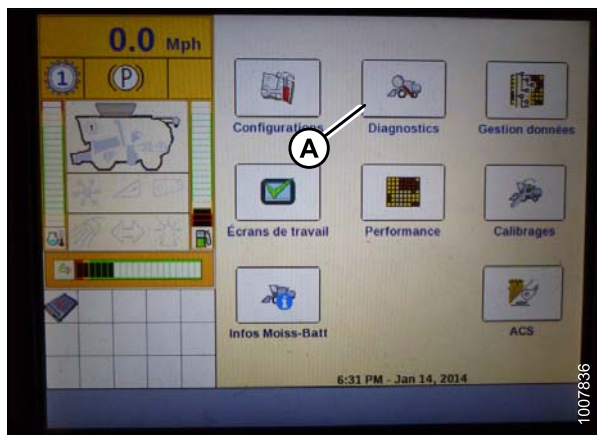 0.0 Mph
1
(P)
1
Configurations
Diagnostics
Gestion données
A
Écrans de travail
Performance
Calibrages
Infos Moiss-Batt
ACS
6:31 PM - Jan 14, 2014
1007836